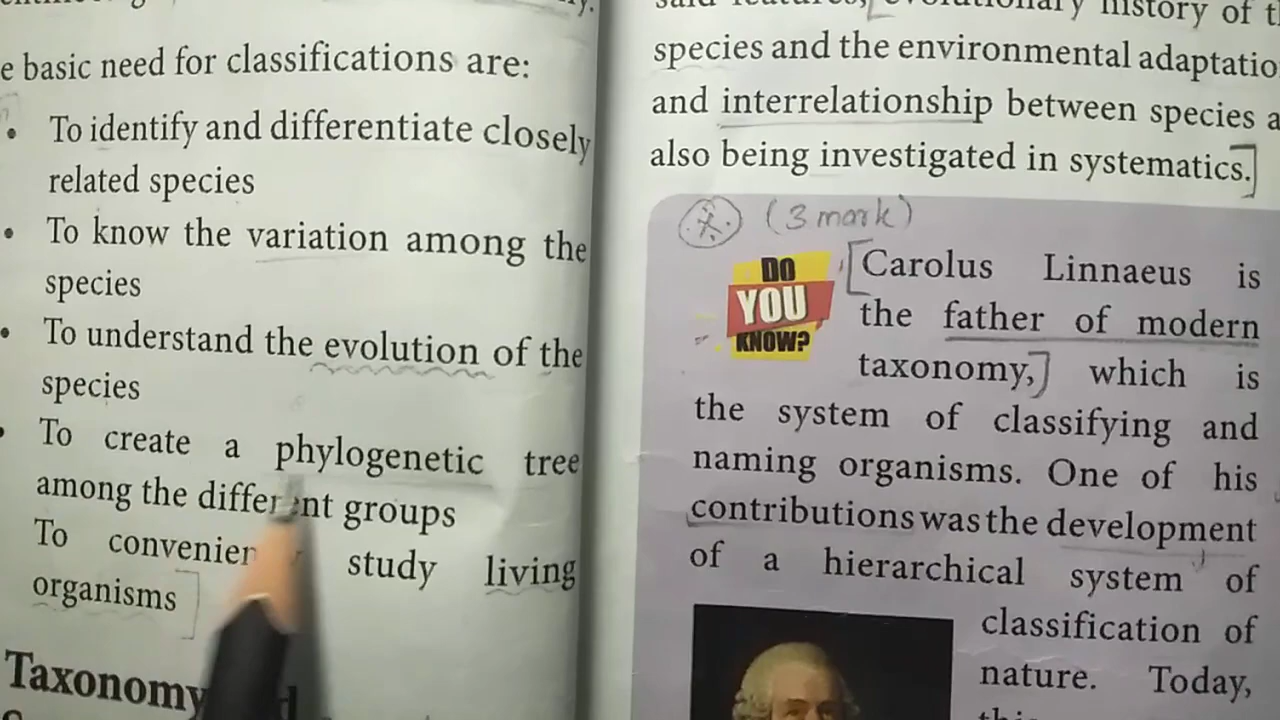 e basic need for classifications are:
• To identify and differentiate closely
related species
• To know the variation among the
species
• To understand the evolution of the
species
• To create a phylogenetic tree
among the different groups
To study living
organisms
Taxonomy
evolutionary history of
species and the environmental
and interrelationship between species a
also being investigated in systematics.
(3 mark)
DO
YOU
KNOW?
Carolus Linnaeus is
the father of modern
taxonomy, which is
the system of classifying and
naming organisms. One of his
contributions was the development
of a hierarchical system of
classification of
nature. Today,